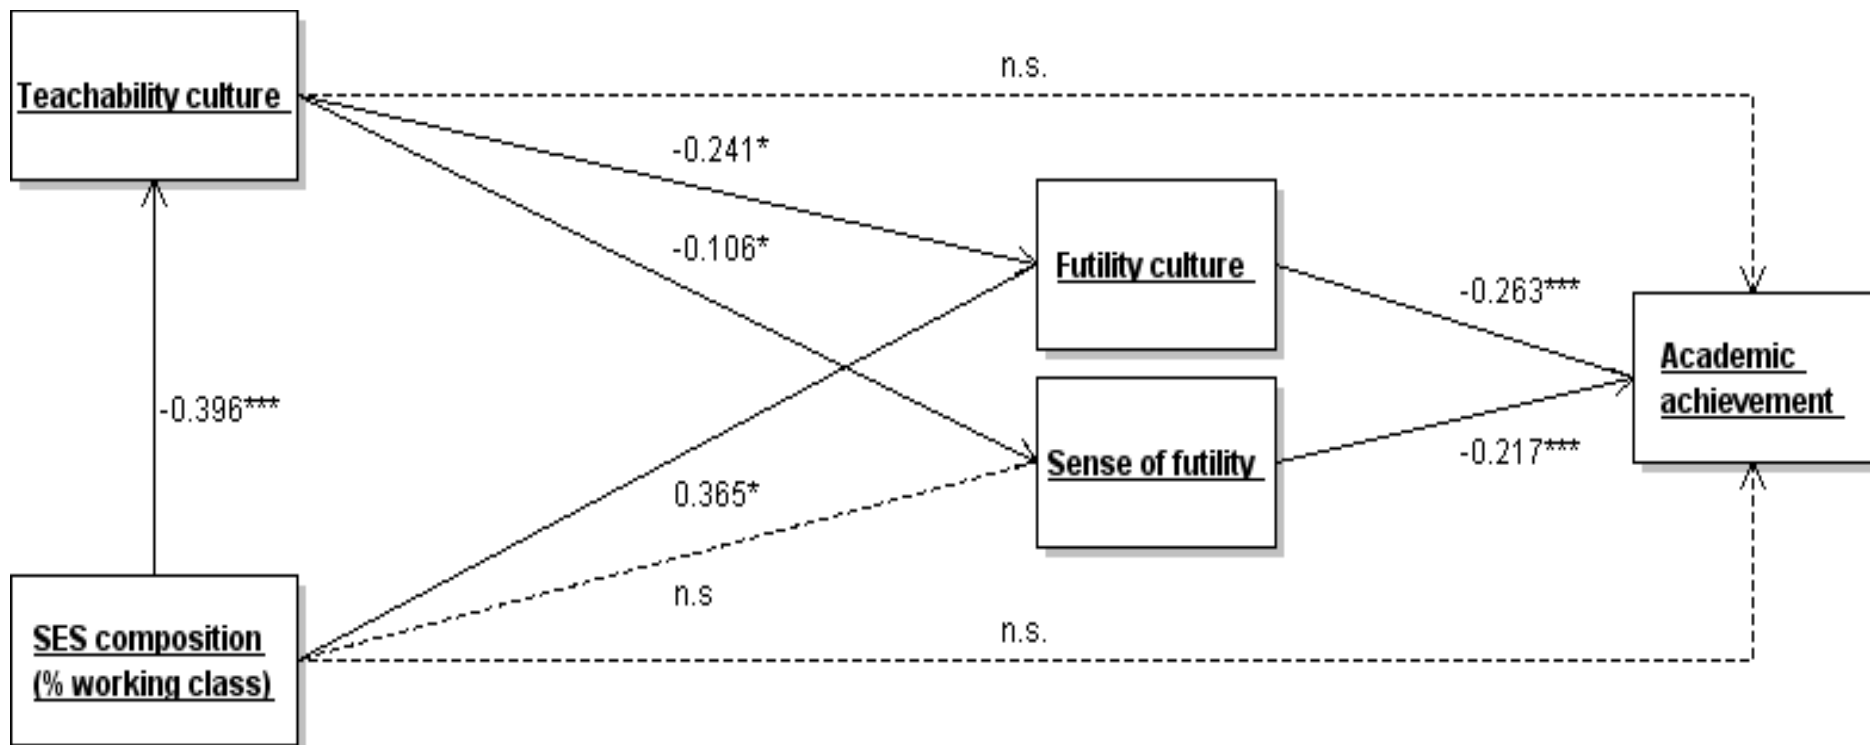 Teachability culture
n.s.
-0.241*
-0.106*
Futility culture
-0.263***
Academic
achievement
-0.396***
Sense of futility
-0.217***
0.365*
n.s
n.s.
SES composition
(% working class)